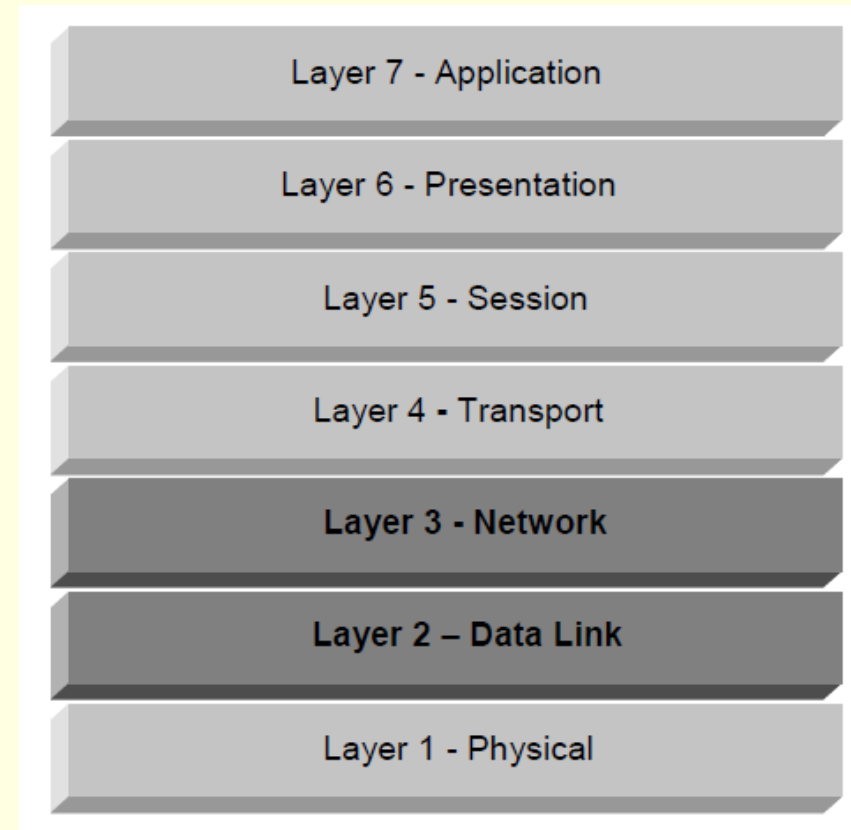 Layer 7 - Application
Layer 6 - Presentation
Layer 5 - Session
Layer 4 - Transport
Layer 3 - Network
Layer 2 – Data Link
Layer 1 - Physical